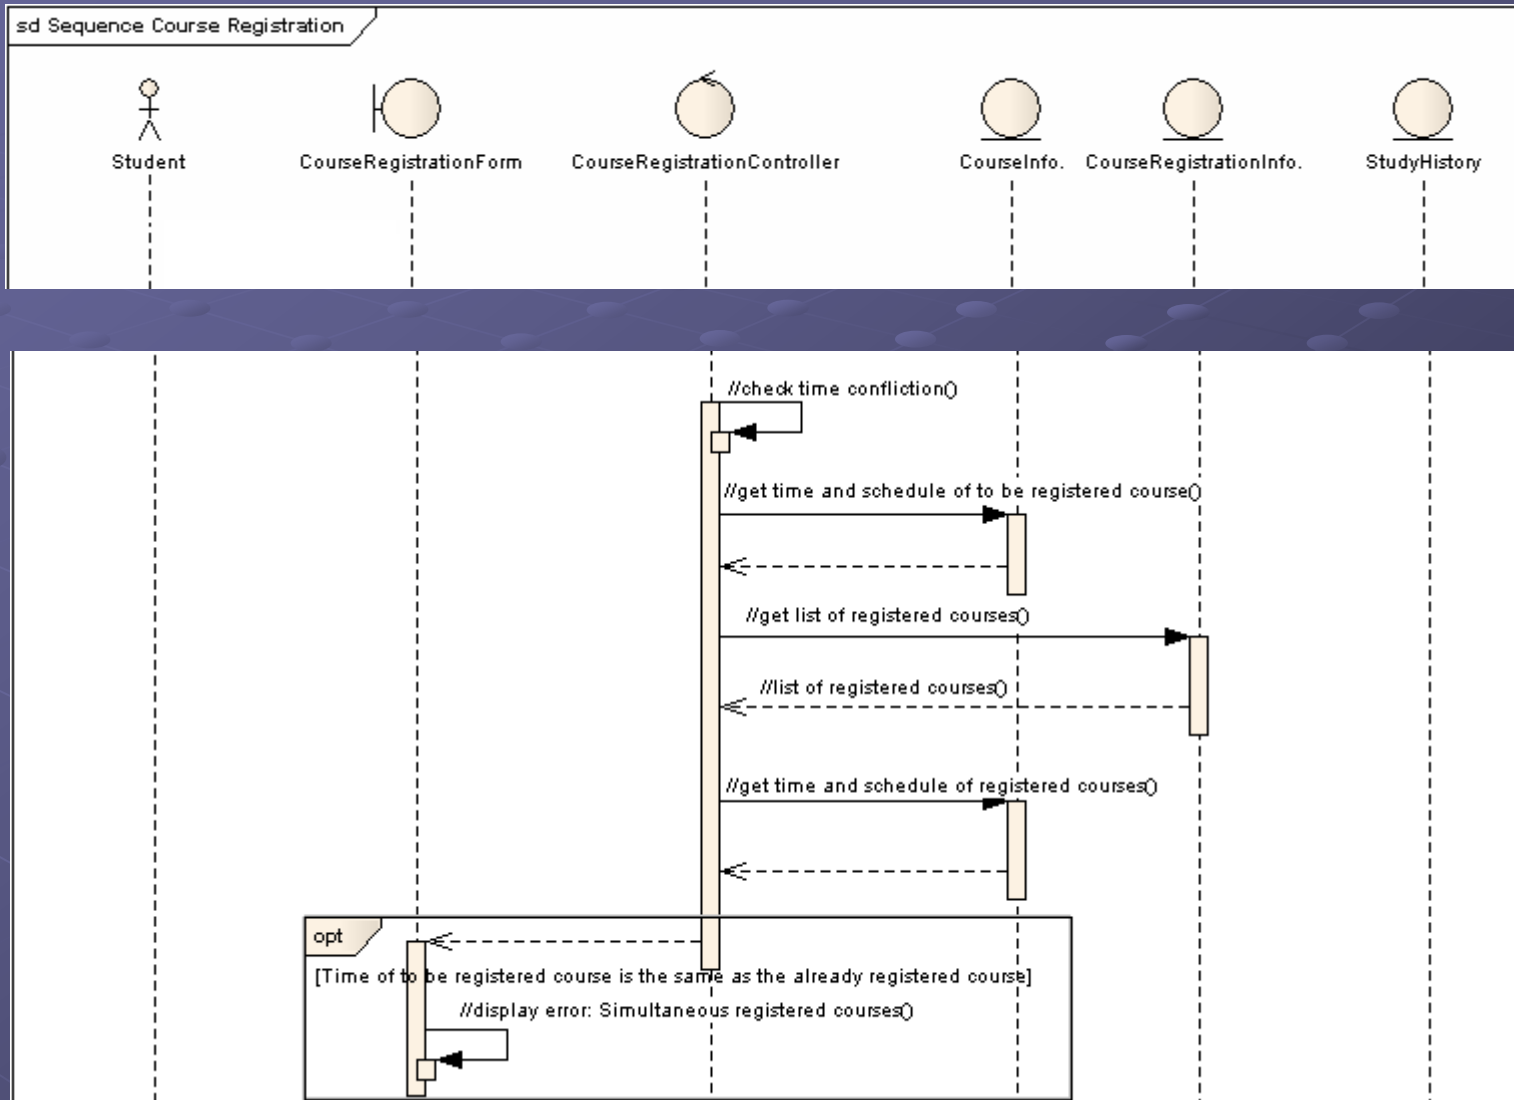 sd Sequence Course Registration
Student
CourseRegistrationForm
CourseRegistrationController
CourseInfo.
CourseRegistrationInfo.
StudyHistory
//check time confliction()
//get time and schedule of to be registered course()
//get list of registered courses()
//list of registered courses()
//get time and schedule of registered courses()
opt
[Time of to be registered course is the same as the already registered course]
//display error: Simultaneous registered courses()